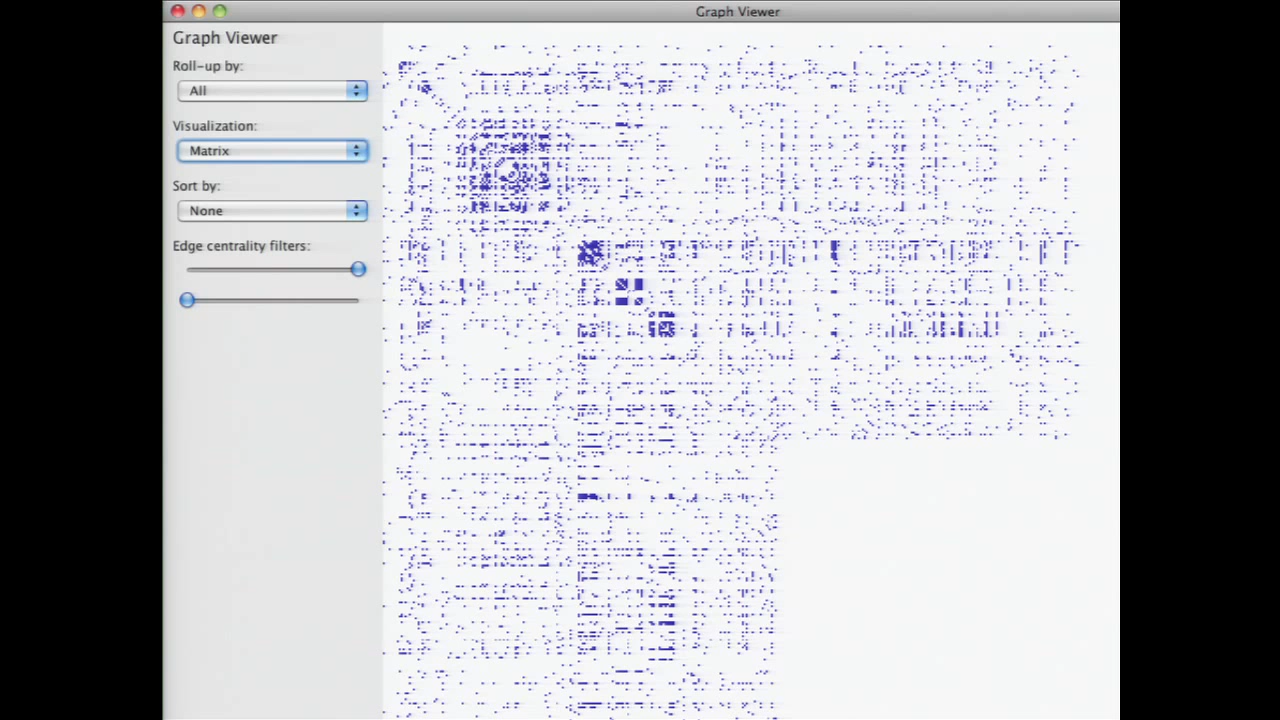 Graph Viewer
Graph Viewer
Roll-up by:
All
Visualization:
Matrix
Sort by:
None
Edge centrality filters: